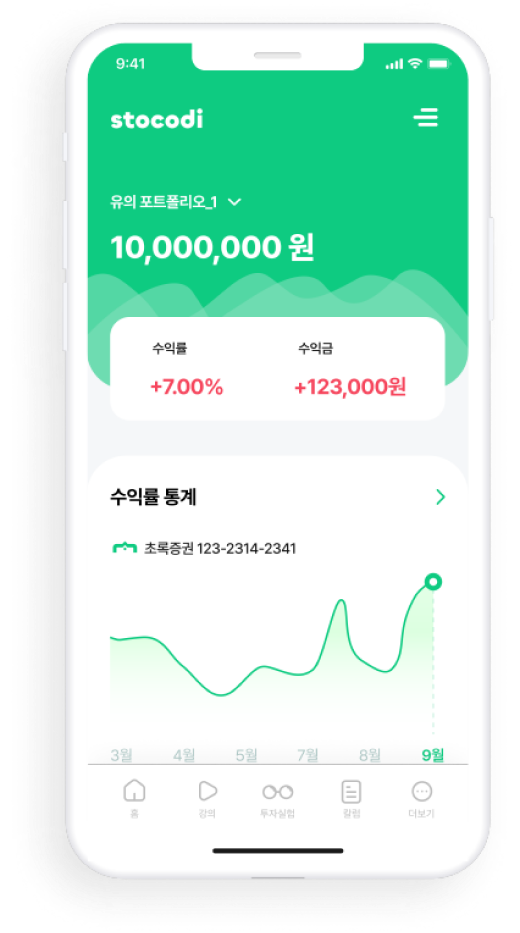 9:41
stocodi
유의 포트폴리오_1
10,000,000 원
수익률 수익금
+7.00% +123,000원
수익률 통계
초록증권 123-2314-2341
3월 4월 5월 7월 8월 9월
홈 강의 투자실험 칼럼 더보기